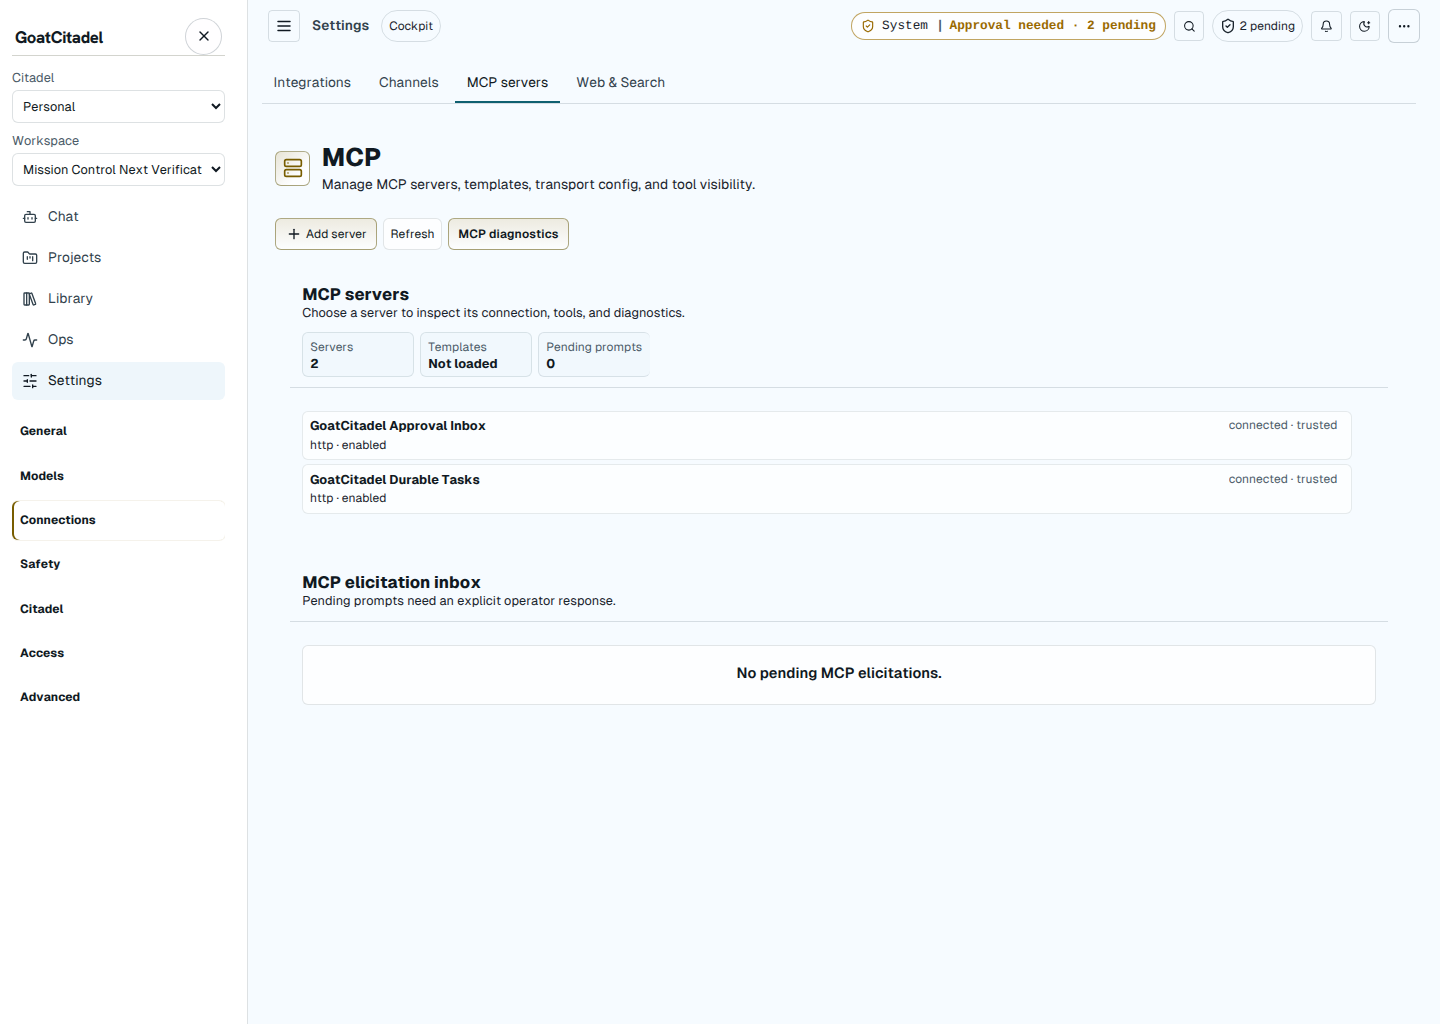 GoatCitadel
Citadel
Personal
Workspace
Mission Control Next Verificat
Chat
Projects
Library
Ops
Settings
General
Models
Connections
Safety
Citadel
Access
Advanced
Settings
Cockpit
System | Approval needed · 2 pending
2 pending
Integrations
Channels
MCP servers
Web & Search
MCP
Manage MCP servers, templates, transport config, and tool visibility.
Add server
Refresh
MCP diagnostics
MCP servers
Choose a server to inspect its connection, tools, and diagnostics.
Servers
2
Templates
Not loaded
Pending prompts
0
GoatCitadel Approval Inbox
connected · trusted
http · enabled
GoatCitadel Durable Tasks
connected · trusted
http · enabled
MCP elicitation inbox
Pending prompts need an explicit operator response.
No pending MCP elicitations.